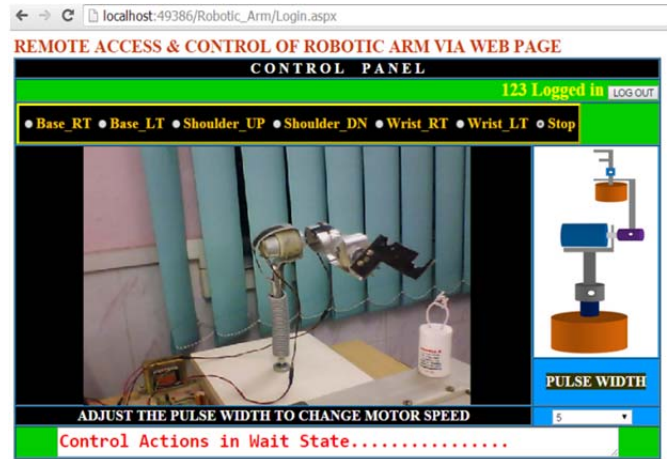 localhost:49386/Robotic_Arm/Login.aspx
REMOTE ACCESS & CONTROL OF ROBOTIC ARM VIA WEB PAGE
CONTROL PANEL
123 Logged in LOG OUT
Base_RT Base_LT Shoulder_UP Shoulder_DN Wrist_RT Wrist_LT Stop
PULSE WIDTH
ADJUST THE PULSE WIDTH TO CHANGE MOTOR SPEED 5
Control Actions in Wait State................